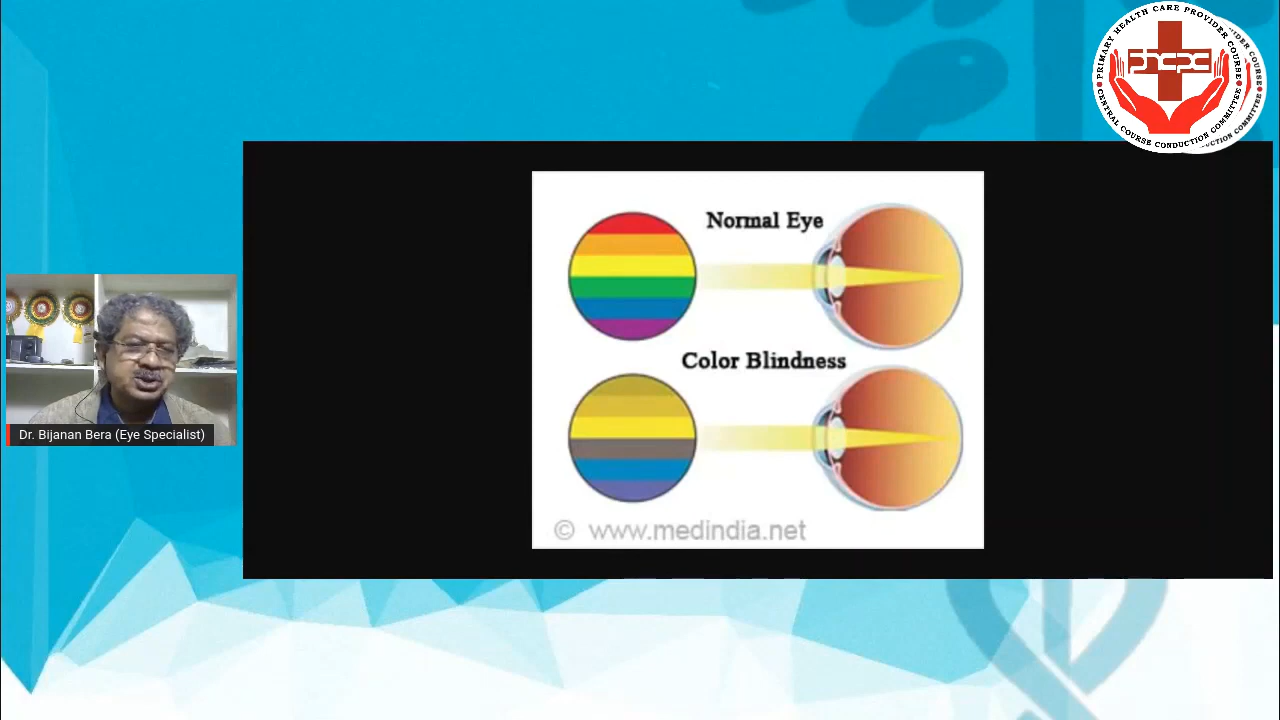 PRIMARY HEALTH CARE PROVIDER COURSE
CENTRAL COURSE CONDUCTION COMMITTEE
phcpc
Normal Eye
Color Blindness
© www.medindia.net
Dr. Bijanan Bera (Eye Specialist)